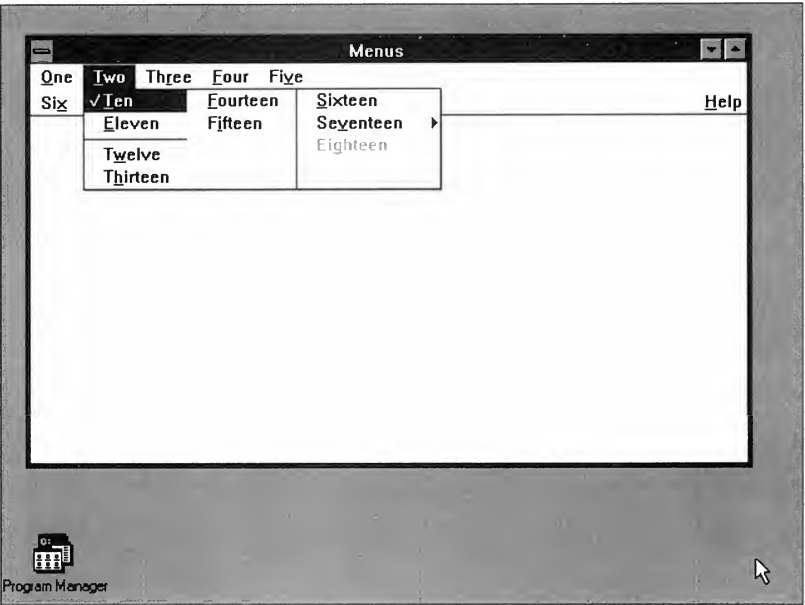 Menus
One Two Three Four Five
Six √Ten Fourteen Sixteen Help
Eleven Fifteen Seventeen
Eighteen
Twelve
Thirteen
C:
Program Manager